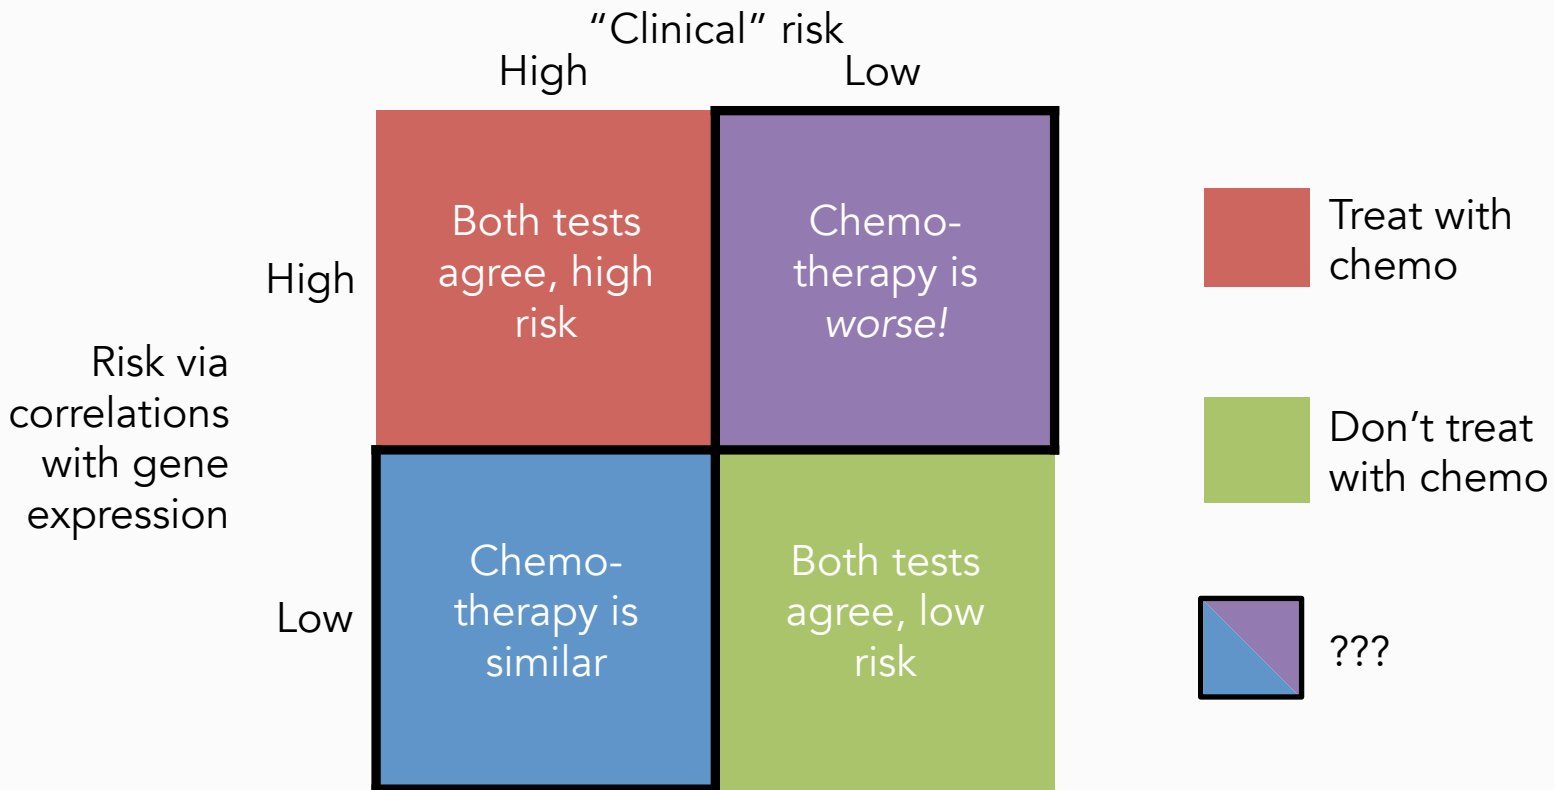 “Clinical” risk
High
Low
Both tests
agree, high
risk
Chemo-
therapy is
worse!
High
Risk via
correlations
with gene
expression
Low
Chemo-
therapy is
similar
Both tests
agree, low
risk
Treat with
chemo
Don’t treat
with chemo
???